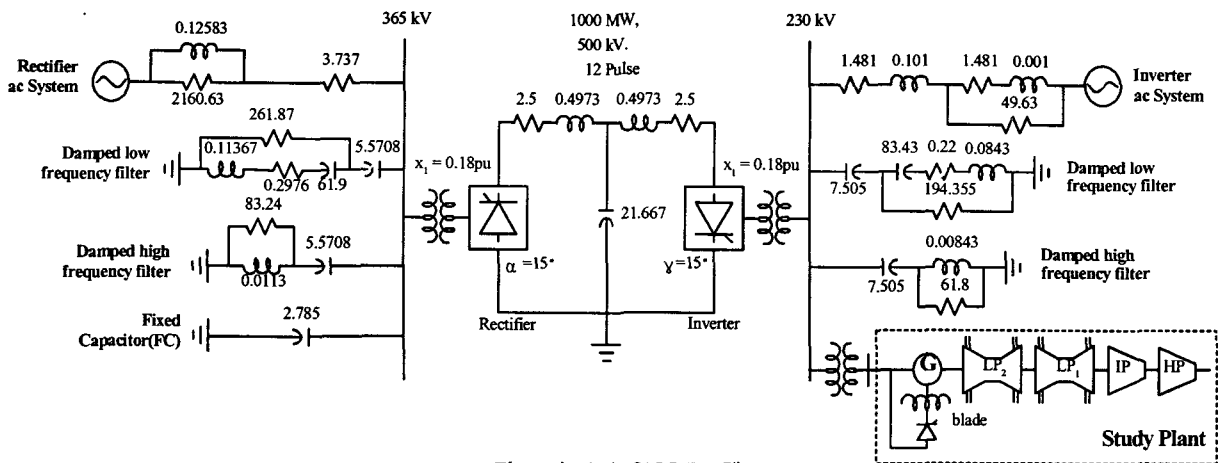 365 kV
1000 MW,
500 kV.
12 Pulse
230 kV
0.12583
Rectifier
ac System
2160.63
3.737
261.87
Damped low
frequency filter
0.11367
0.2976
61.9
5.5708
83.24
Damped high
frequency filter
0.0113
5.5708
Fixed
Capacitor(FC)
2.785
x₁ = 0.18pu
2.5
0.4973
0.4973
2.5
x₁ = 0.18pu
21.667
α =15°
γ=15°
Rectifier
Inverter
1.481
0.101
1.481
0.001
49.63
Inverter
ac System
7.505
83.43
0.22
0.0843
194.355
Damped low
frequency filter
7.505
0.00843
61.8
Damped high
frequency filter
G
LP₂
LP₁
IP
HP
blade
Study Plant